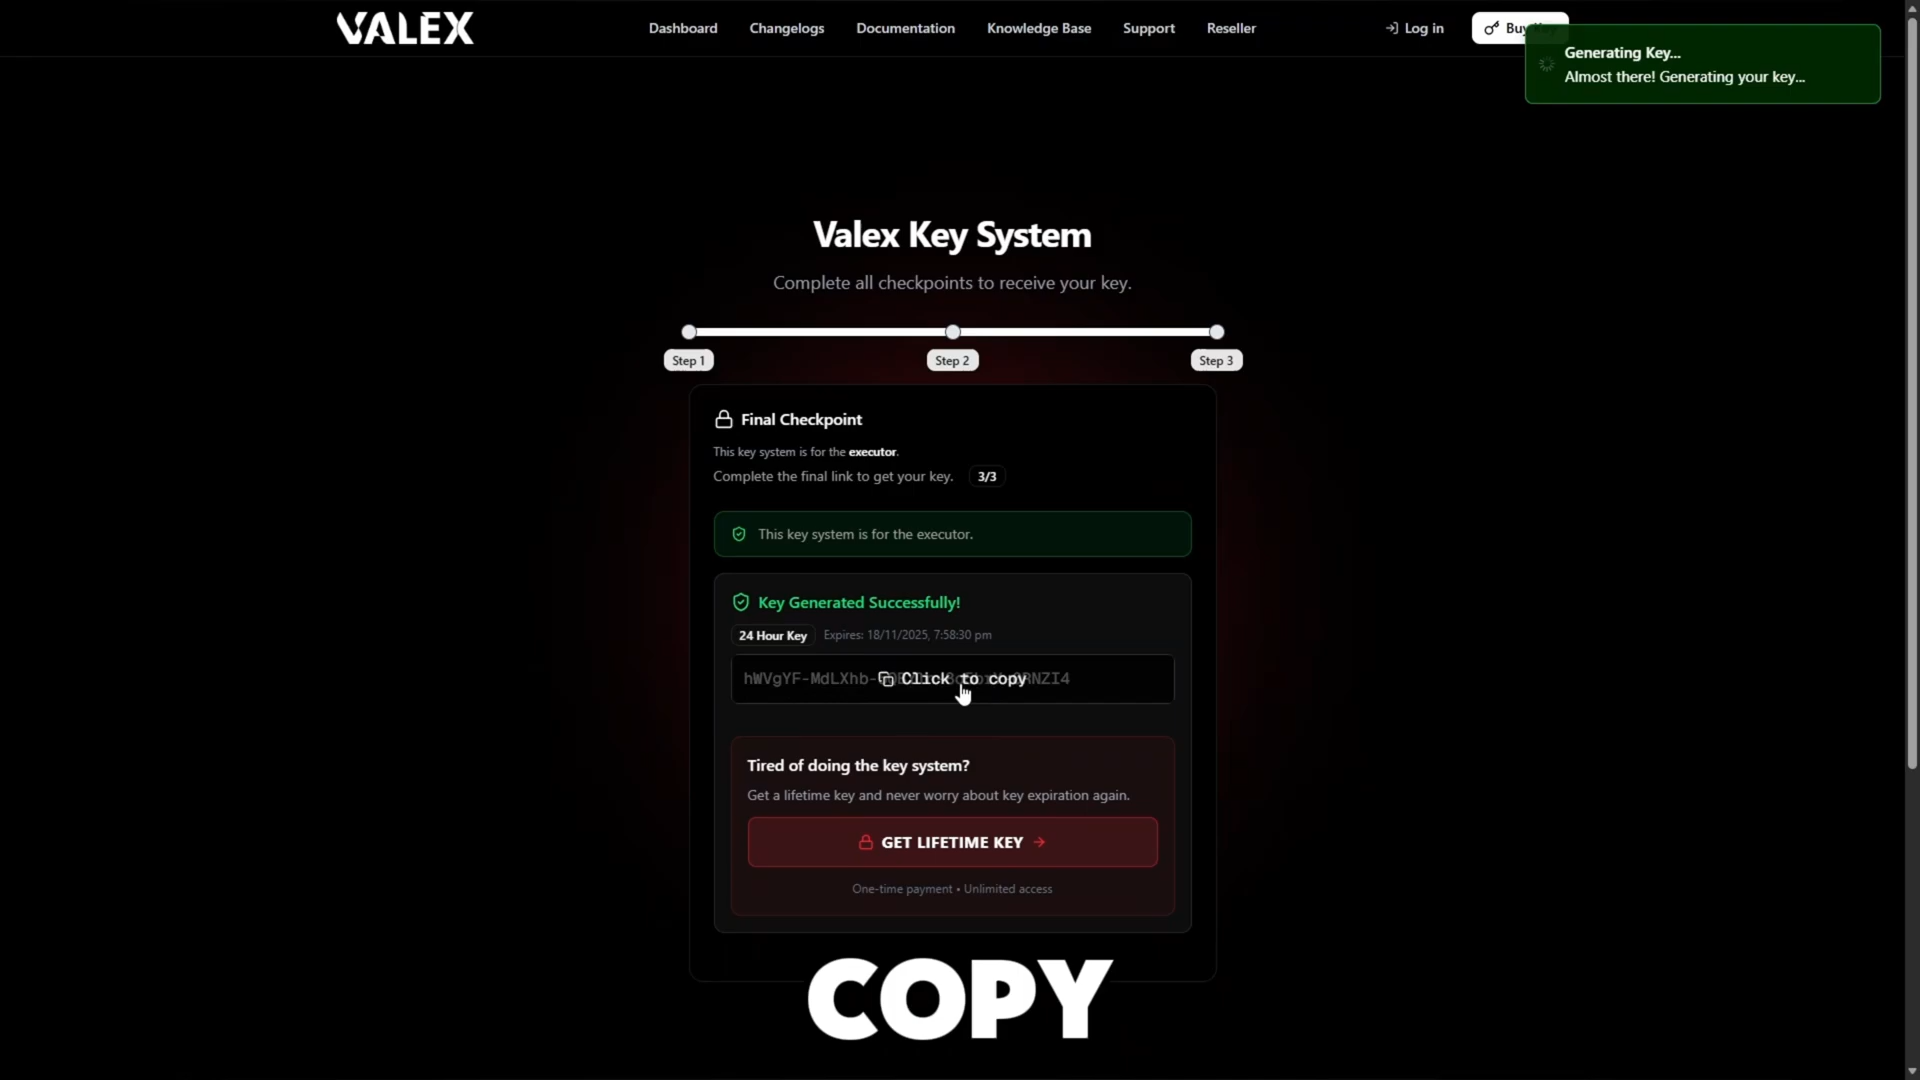 VALEX
Dashboard Changelogs Documentation Knowledge Base Support Reseller Log in Buy Key
Generating Key...
Almost there! Generating your key...
Valex Key System
Complete all checkpoints to receive your key.
Step 1 Step 2 Step 3
Final Checkpoint
This key system is for the executor.
Complete the final link to get your key. 3/3
This key system is for the executor.
Key Generated Successfully!
24 Hour Key Expires: 18/11/2025, 7:58:30 pm
Click to copy
Tired of doing the key system?
Get a lifetime key and never worry about key expiration again.
GET LIFETIME KEY
One-time payment • Unlimited access
COPY